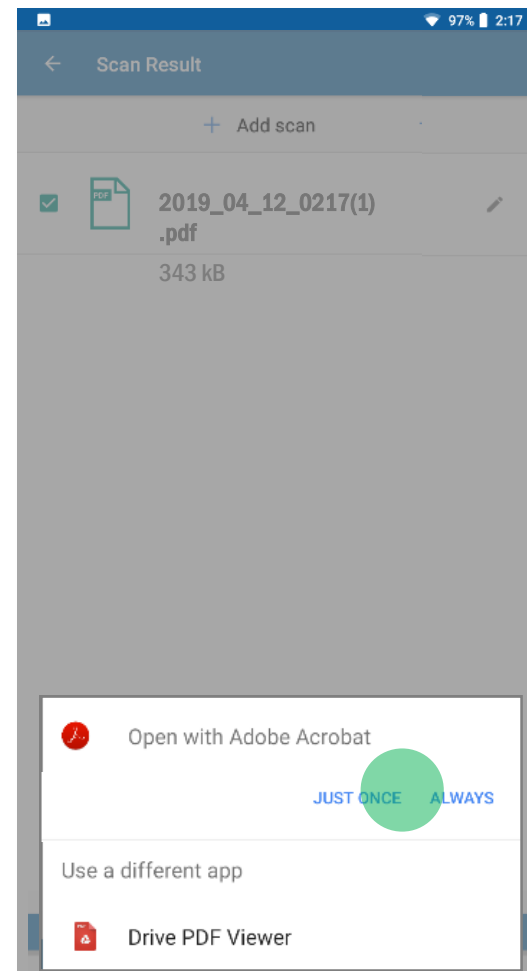 97% 2:17
Scan Result
+ Add scan
PDF
2019_04_12_0217(1)
.pdf
343 kB
Open with Adobe Acrobat
JUST ONCE ALWAYS
Use a different app
Drive PDF Viewer